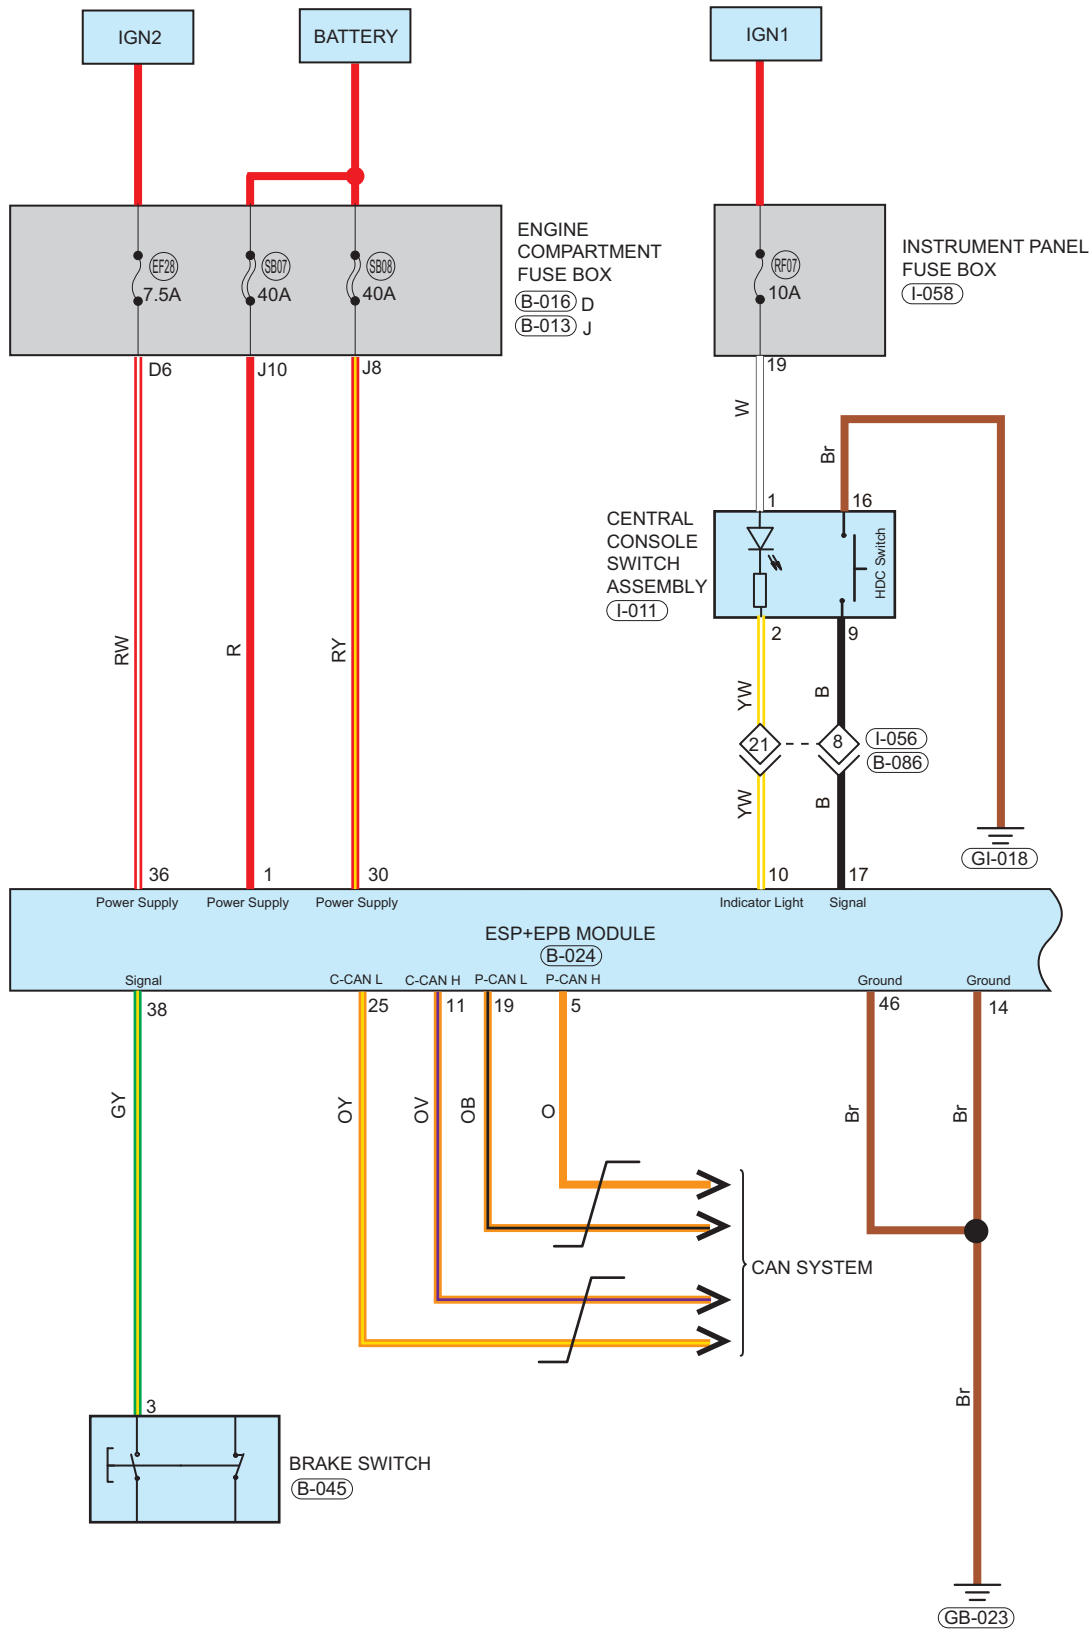 IGN2
BATTERY
IGN1
EF28
7.5A
SB07
40A
SB08
40A
ENGINE
COMPARTMENT
FUSE BOX
B-016 D
B-013 J
RF07
10A
INSTRUMENT PANEL
FUSE BOX
I-058
D6
J10
J8
19
W
Br
1
16
CENTRAL
CONSOLE
SWITCH
ASSEMBLY
I-011
HDC Switch
2
9
RW
R
RY
YW
B
21
8
I-056
B-086
YW
B
GI-018
36
1
30
10
17
Power Supply
Power Supply
Power Supply
Indicator Light
Signal
ESP+EPB MODULE
B-024
Signal
C-CAN L
C-CAN H
P-CAN L
P-CAN H
Ground
Ground
38
25
11
19
5
46
14
GY
OY
OV
OB
O
Br
Br
CAN SYSTEM
Br
3
BRAKE SWITCH
B-045
GB-023